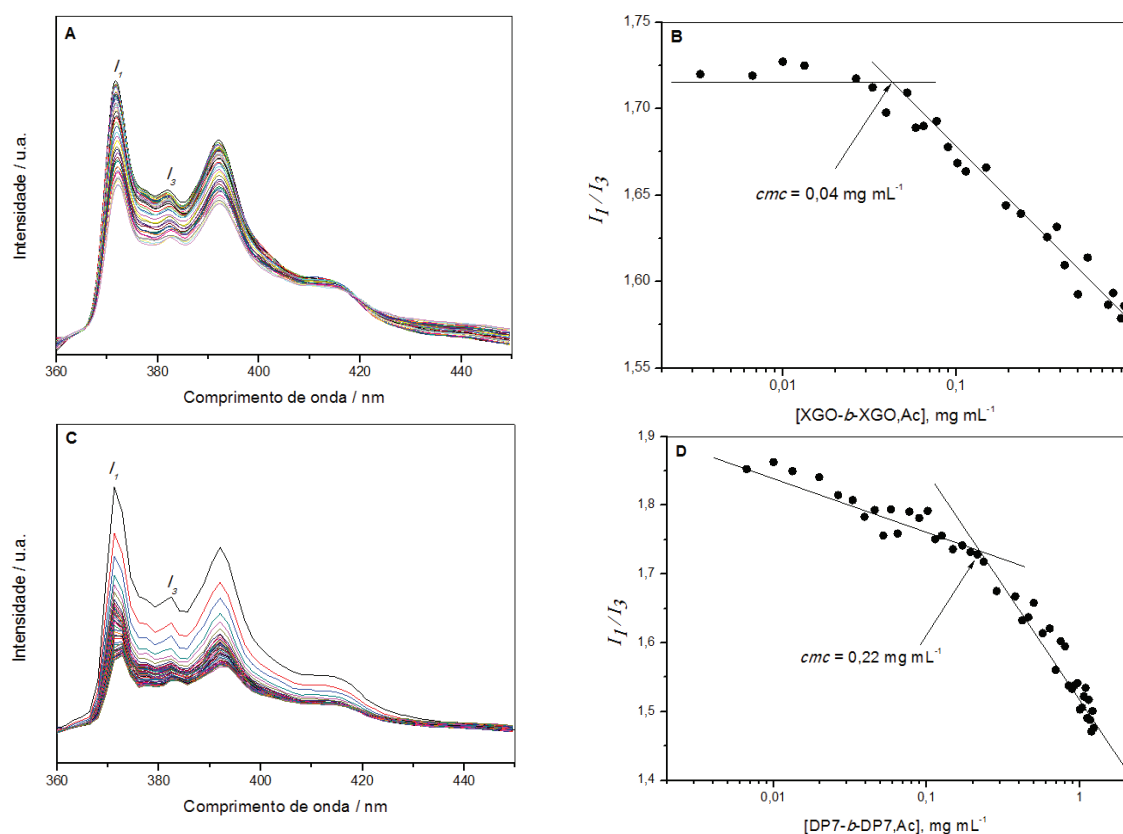 A
I1
I3
Intensidade / u.a.
360 380 400 420 440
Comprimento de onda / nm
B
1,75
1,70
1,65
1,60
1,55
I1/I3
cmc = 0,04 mg mL-1
0,01 0,1
[XGO-b-XGO,Ac], mg mL-1
C
I1
I3
Intensidade / u.a.
360 380 400 420 440
Comprimento de onda / nm
D
1,9
1,8
1,7
1,6
1,5
1,4
I1/I3
cmc = 0,22 mg mL-1
0,01 0,1 1
[DP7-b-DP7,Ac], mg mL-1